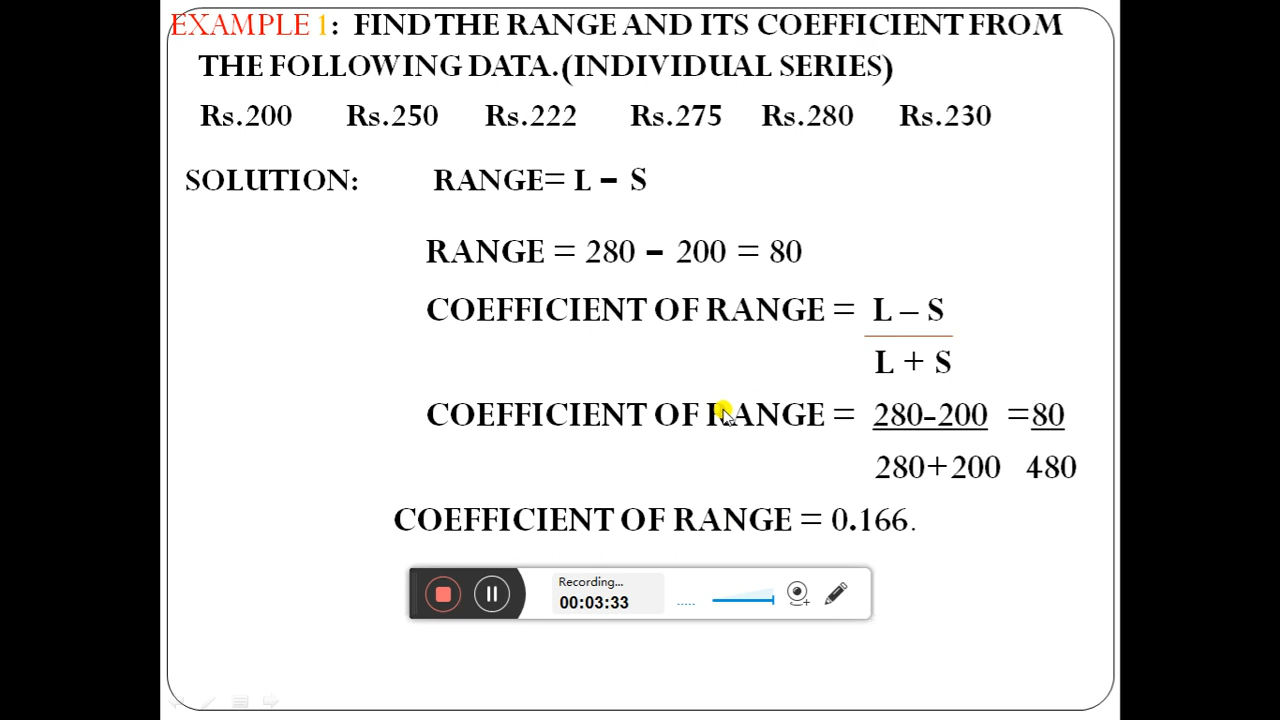 EXAMPLE 1: FIND THE RANGE AND ITS COEFFICIENT FROM
THE FOLLOWING DATA.(INDIVIDUAL SERIES)
Rs.200 Rs.250 Rs.222 Rs.275 Rs.280 Rs.230
SOLUTION: RANGE= L – S
RANGE = 280 – 200 = 80
COEFFICIENT OF RANGE = L – S
L + S
COEFFICIENT OF RANGE = 280-200 =80
280+200 480
COEFFICIENT OF RANGE = 0.166.
Recording...
00:03:33